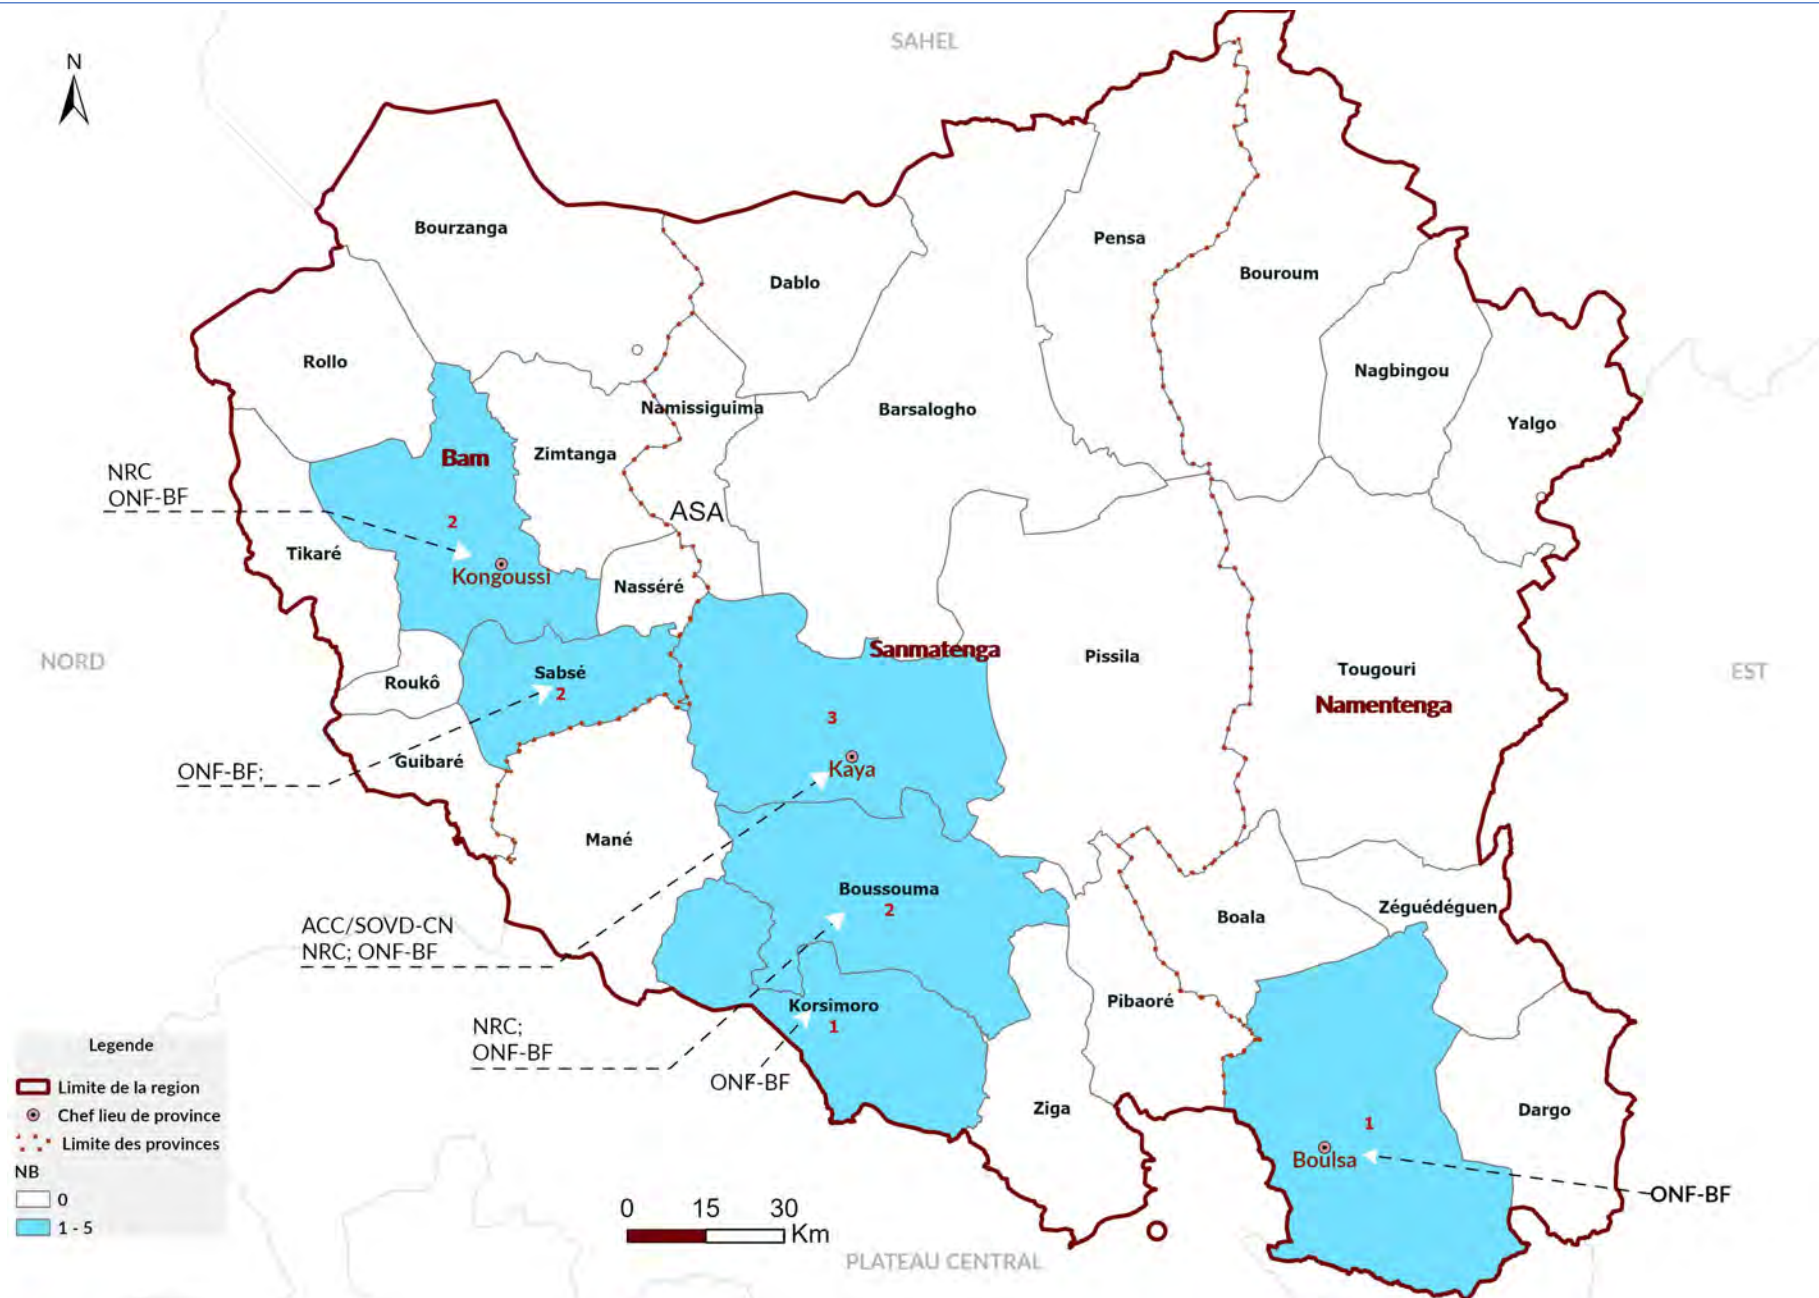 SAHEL
N
Bourzanga
Pensa
Dablo
Bouroum
Rollo
Nagbingou
Namissiguima
Barsalogho
Yalgo
Bam
Zimtanga
NRC
ONF-BF
2
ASA
Tikaré
Kongoussi
Nasséré
NORD
Sanmatenga
Pissila
Tougouri
EST
Sabsé
2
Roukô
Namentenga
3
Guibaré
ONF-BF;
Kaya
Mané
Boussouma
2
Zéguédéguen
Boala
ACC/SOVD-CN
NRC; ONF-BF
Korsimoro
1
Pibaoré
NRC;
ONF-BF
ONF-BF
Ziga
Dargo
1
Boulsa
ONF-BF
Legende
Limite de la region
Chef lieu de province
Limite des provinces
NB
0
1 - 5
0 15 30
Km
PLATEAU CENTRAL